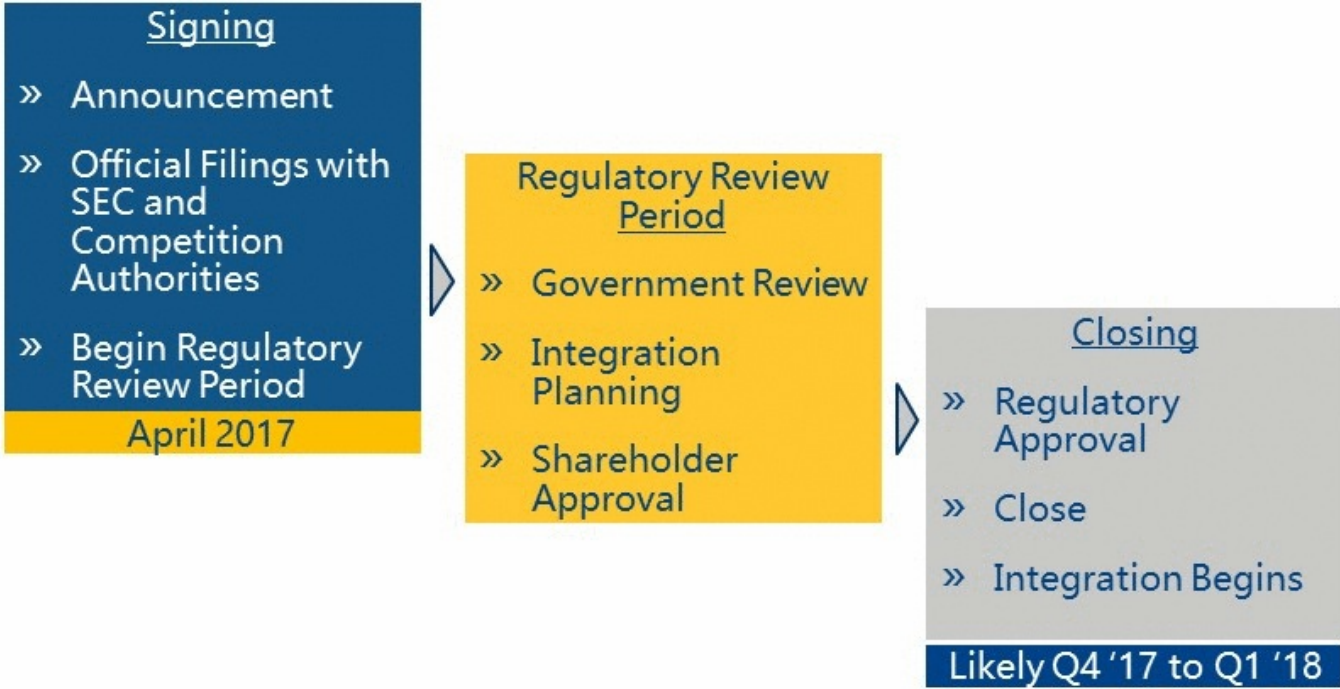 Signing
» Announcement
» Official Filings with
SEC and
Competition
Authorities
» Begin Regulatory
Review Period
April 2017
Regulatory Review
Period
» Government Review
» Integration
Planning
» Shareholder
Approval
Closing
» Regulatory
Approval
» Close
» Integration Begins
Likely Q4 ‘17 to Q1 ‘18